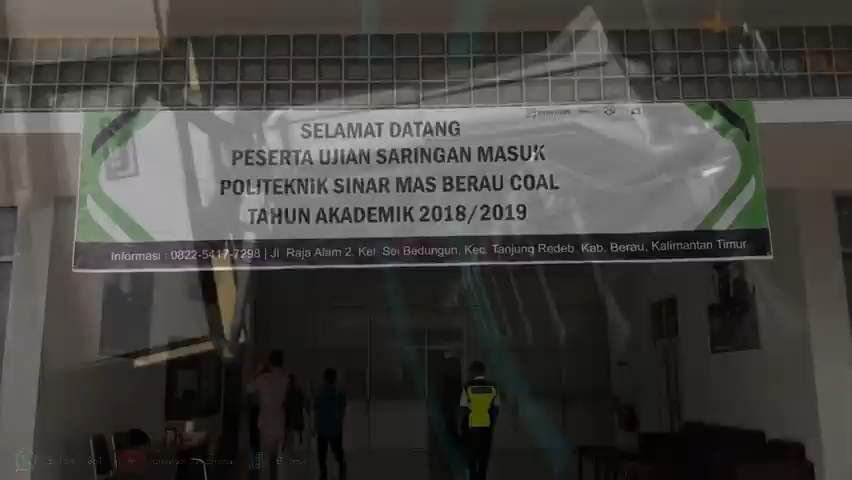 SELAMAT DATANG
PESERTA UJIAN SARINGAN MASUK
POLITEKNIK SINAR MAS BERAU COAL
TAHUN AKADEMIK 2018/2019
Informasi : 0822-5417-7298 | Jl. Raja Alam 2. Kel. Sei Bedungun, Kec. Tanjung Redeb. Kab. Berau, Kalimantan Timur